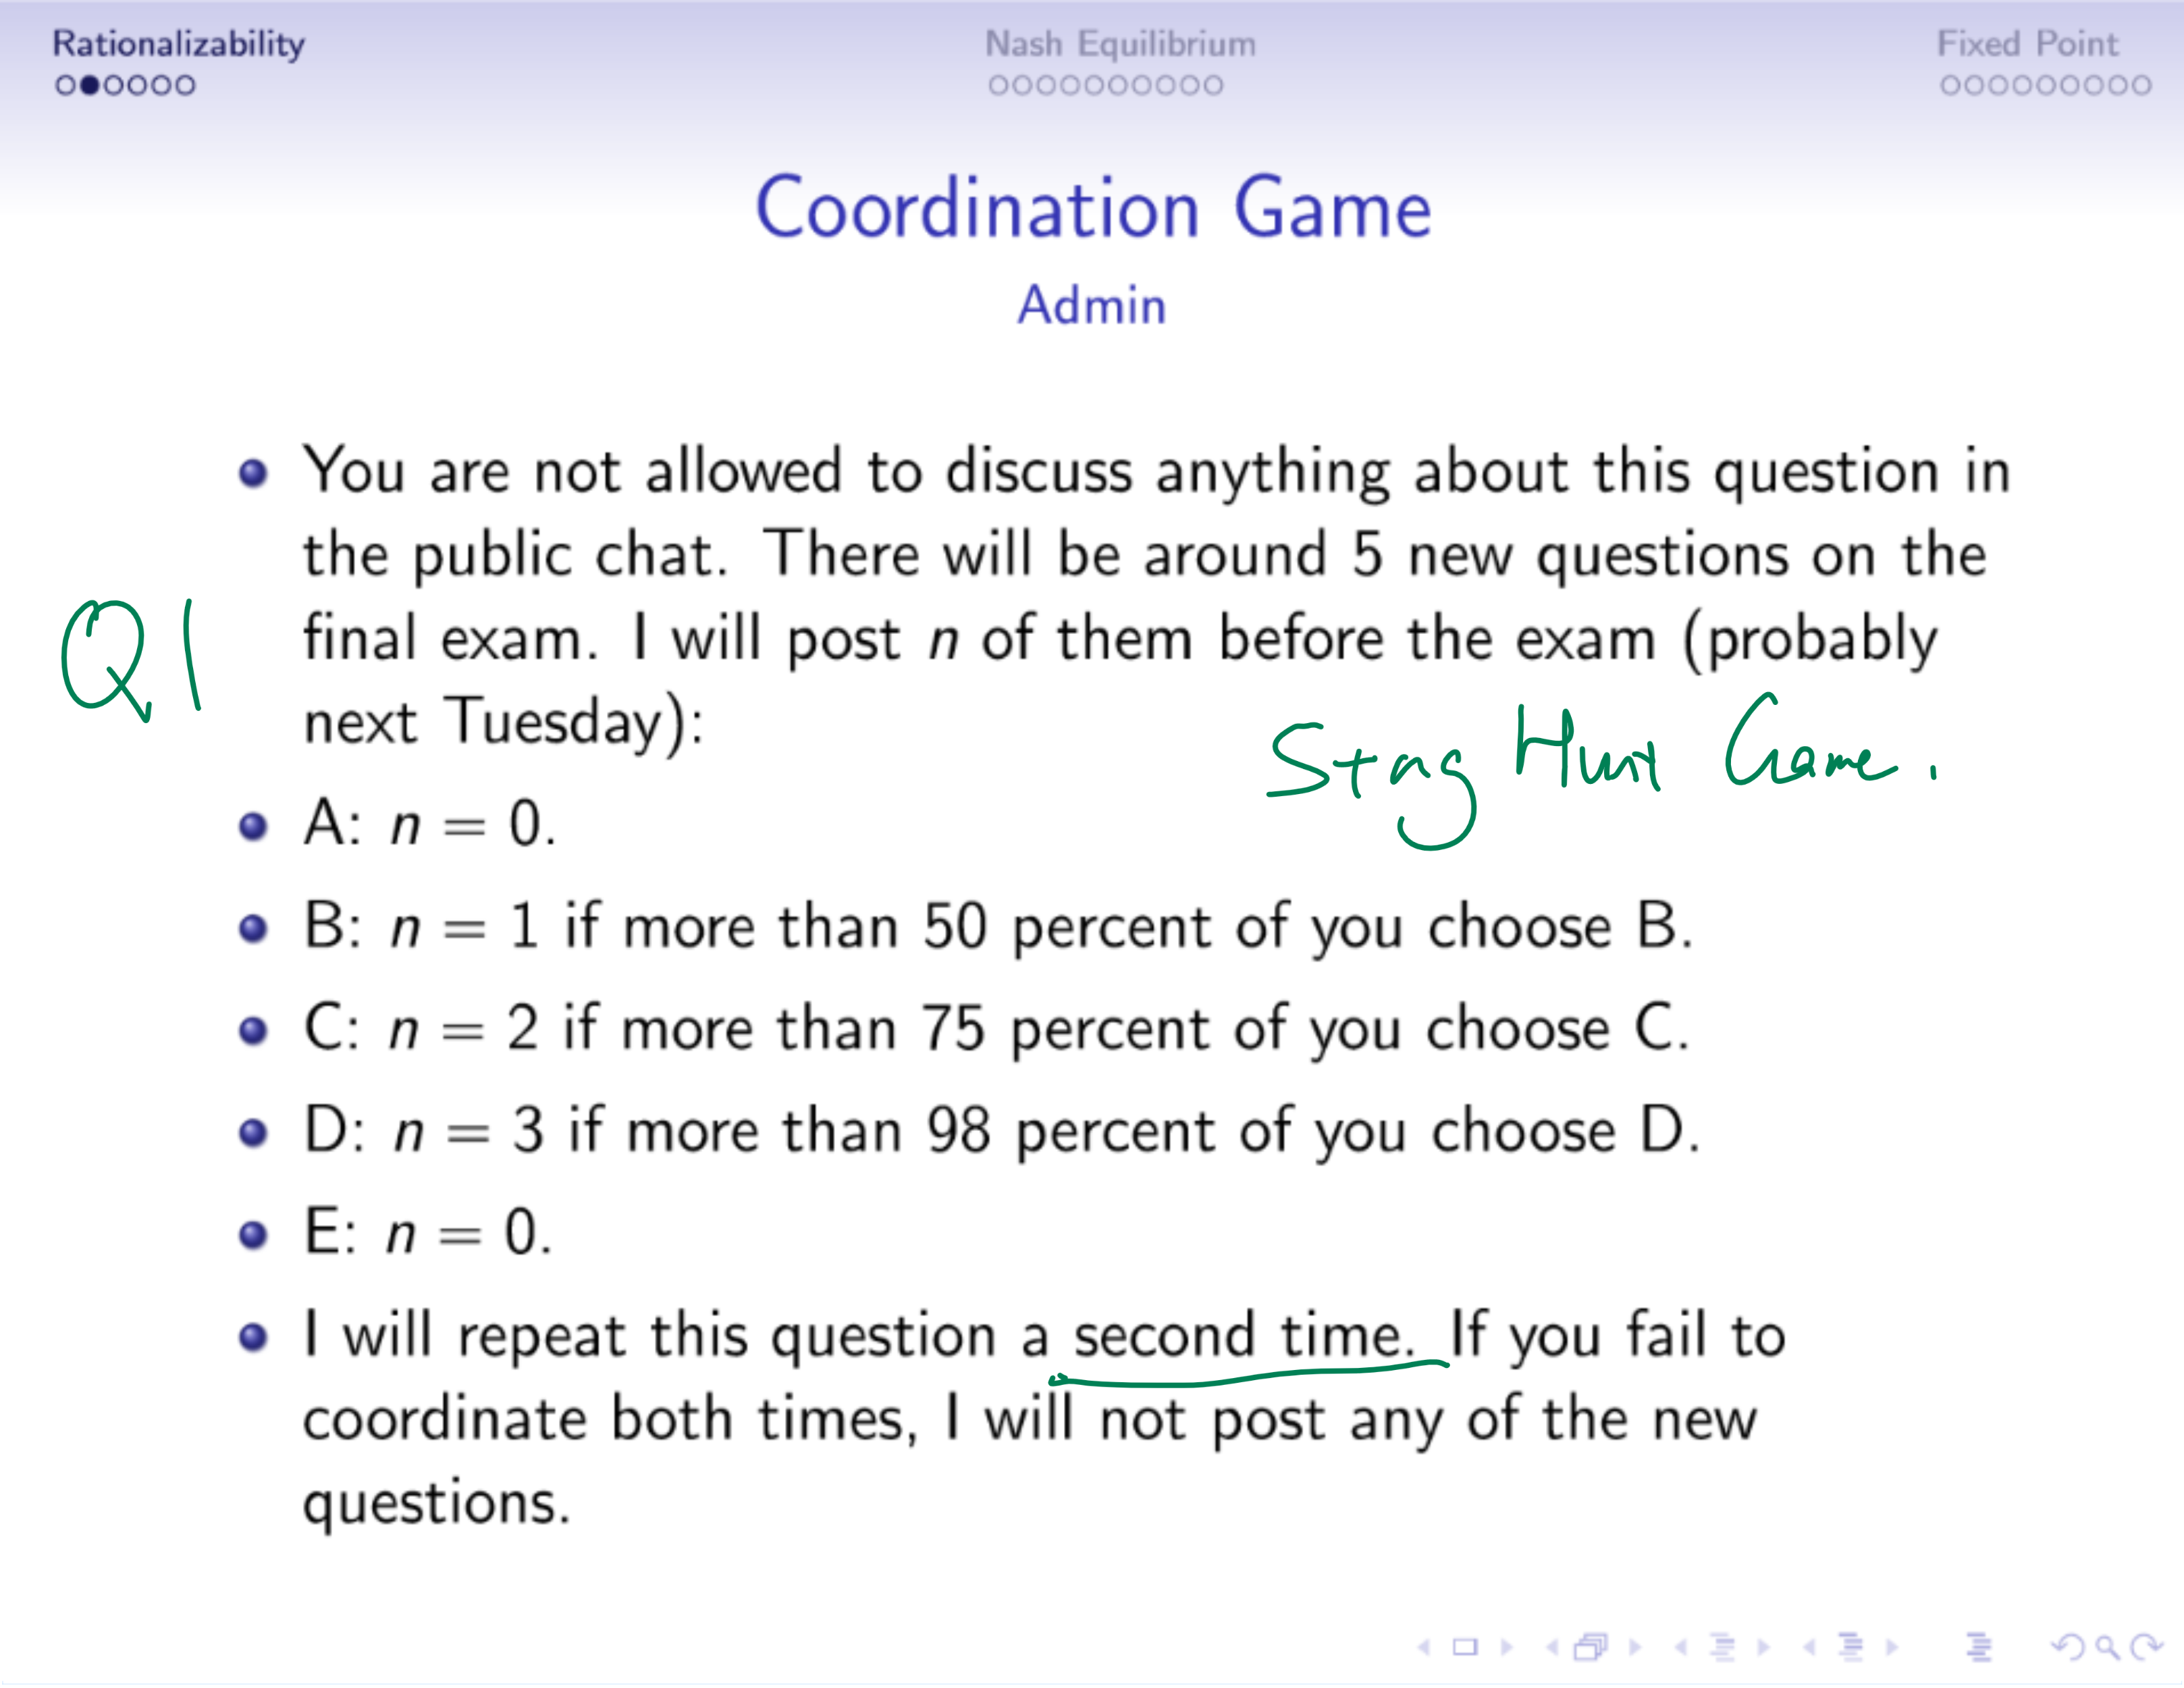 Rationalizability
Nash Equilibrium
Fixed Point
Coordination Game
Admin
You are not allowed to discuss anything about this question in
the public chat. There will be around 5 new questions on the
final exam. I will post n of them before the exam (probably
next Tuesday):
Q1
Stag Hunt Game.
A: n = 0.
B: n = 1 if more than 50 percent of you choose B.
C: n = 2 if more than 75 percent of you choose C.
D: n = 3 if more than 98 percent of you choose D.
E: n = 0.
I will repeat this question a second time. If you fail to
coordinate both times, I will not post any of the new
questions.